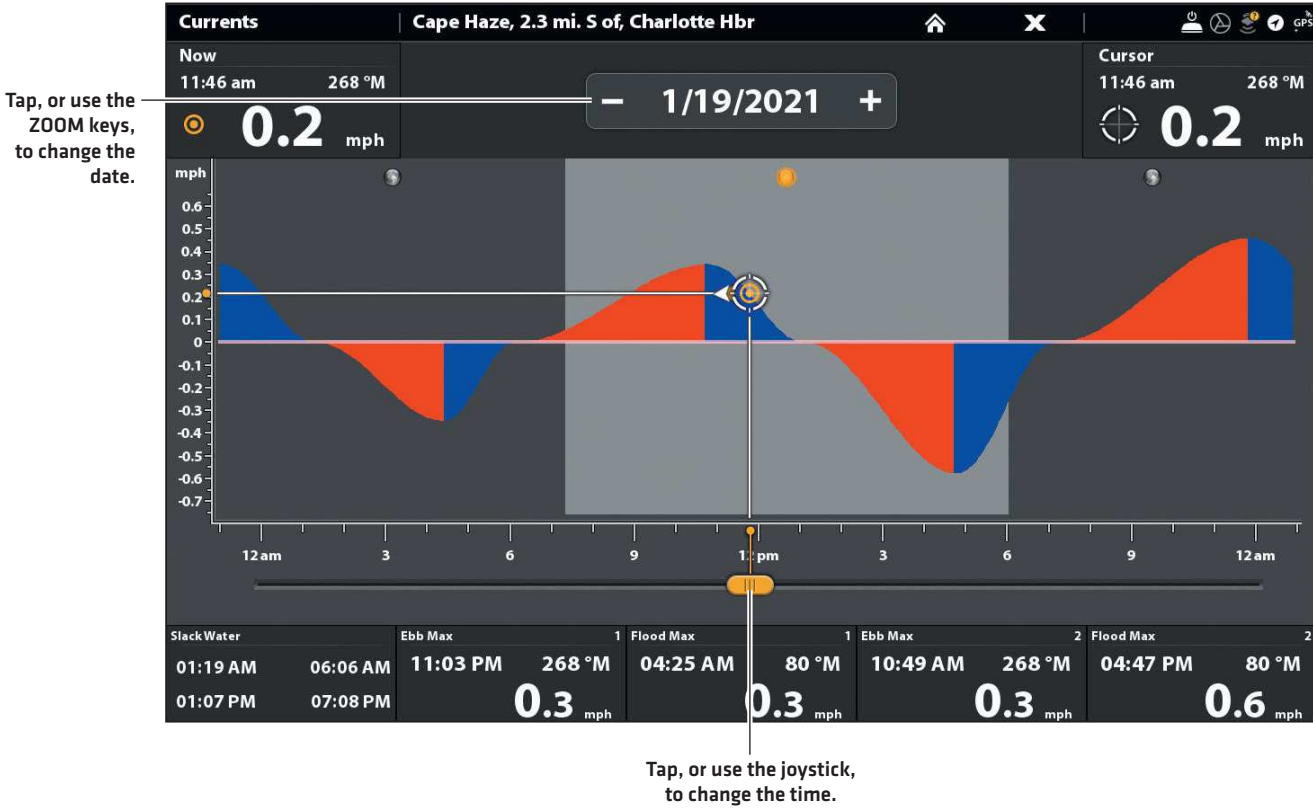 Currents
Cape Haze, 2.3 mi. S of, Charlotte Hbr
X
GPS
Now
11:46 am 268 °M
0.2 mph
Tap, or use the
ZOOM keys,
to change the
date.
– 1/19/2021 +
Cursor
11:46 am 268 °M
0.2 mph
mph
0.6
0.5
0.4
0.3
0.2
0.1
0
-0.1
-0.2
-0.3
-0.4
-0.5
-0.6
-0.7
12am 3 6 9 12pm 3 6 9 12am
Slack Water
01:19 AM 06:06 AM
01:07 PM 07:08 PM
Ebb Max 1
11:03 PM 268 °M
0.3 mph
Flood Max 1
04:25 AM 80 °M
0.3 mph
Ebb Max 2
10:49 AM 268 °M
0.3 mph
Flood Max 2
04:47 PM 80 °M
0.6 mph
Tap, or use the joystick,
to change the time.